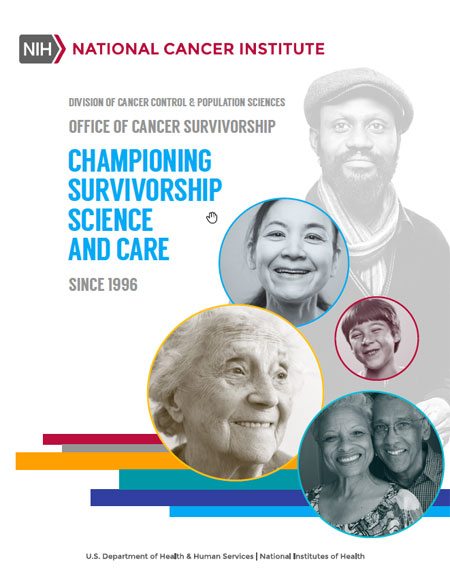 NIH NATIONAL CANCER INSTITUTE
DIVISION OF CANCER CONTROL & POPULATION SCIENCES
OFFICE OF CANCER SURVIVORSHIP
CHAMPIONING
SURVIVORSHIP
SCIENCE
AND CARE
SINCE 1996
U.S. Department of Health & Human Services | National Institutes of Health